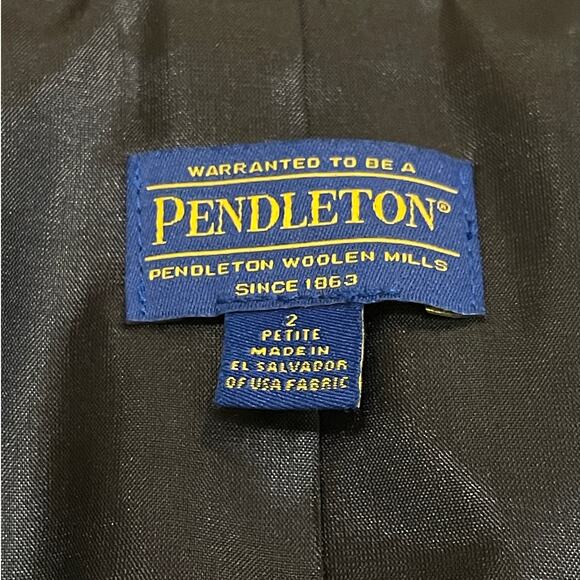 WARRANTED TO BE A
PENDLETON®
PENDLETON WOOLEN MILLS
SINCE 1863
2
PETITE
MADE IN
EL SALVADOR
OF USA FABRIC